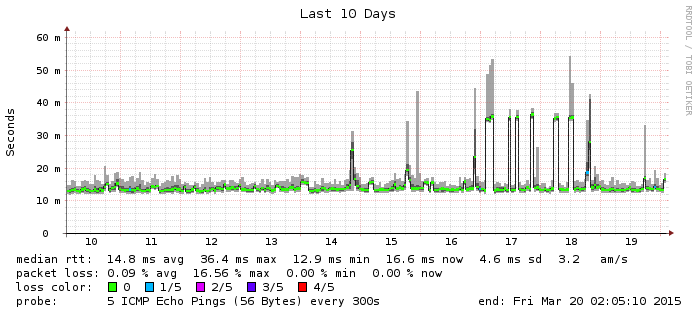 Last 10 Days
RRDTOOL / TOBI OETIKER
Seconds
60 m
50 m
40 m
30 m
20 m
10 m
0
10 11 12 13 14 15 16 17 18 19
median rtt: 14.8 ms avg 36.4 ms max 12.9 ms min 16.6 ms now 4.6 ms sd 3.2 am/s
packet loss: 0.09 % avg 16.56 % max 0.00 % min 0.00 % now
loss color: 0 1/5 2/5 3/5 4/5
probe: 5 ICMP Echo Pings (56 Bytes) every 300s end: Fri Mar 20 02:05:10 2015